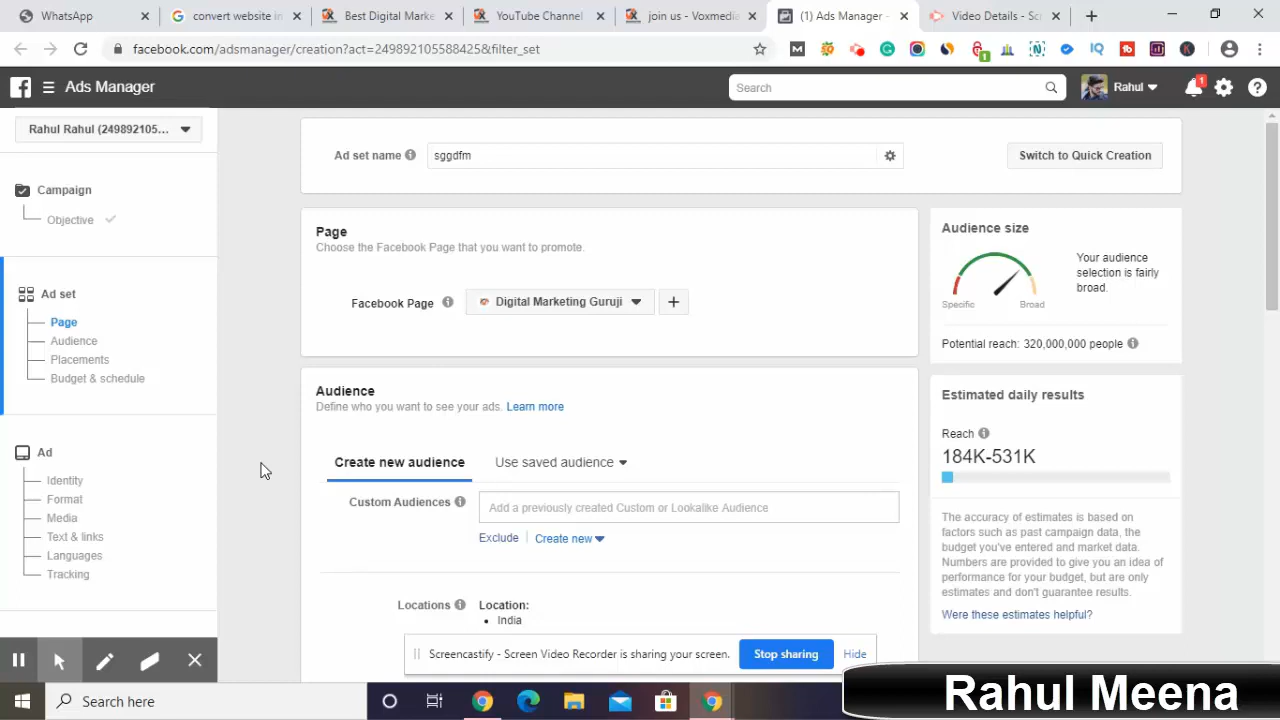 WhatsApp
convert website in
Best Digital Marke
YouTube Channel
join us - Voxmedia
(1) Ads Manager -
Video Details - Sc
facebook.com/adsmanager/creation?act=249892105588425&filter_set
Ads Manager
Search
Rahul
1
Rahul Rahul (249892105...
Campaign
Objective
Ad set
Page
Audience
Placements
Budget & schedule
Ad
Identity
Format
Media
Text & links
Languages
Tracking
Ad set name
sggdfm
Switch to Quick Creation
Page
Choose the Facebook Page that you want to promote.
Facebook Page
Digital Marketing Guruji
Audience
Define who you want to see your ads. Learn more
Create new audience
Use saved audience
Custom Audiences
Add a previously created Custom or Lookalike Audience
Exclude
Create new
Locations
Location:
India
Audience size
Your audience
selection is fairly
broad.
Specific
Broad
Potential reach: 320,000,000 people
Estimated daily results
Reach
184K-531K
The accuracy of estimates is based on
factors such as past campaign data, the
budget you've entered and market data.
Numbers are provided to give you an idea of
performance for your budget, but are only
estimates and don't guarantee results.
Were these estimates helpful?
Screencastify - Screen Video Recorder is sharing your screen.
Stop sharing
Hide
Search here
Rahul Meena